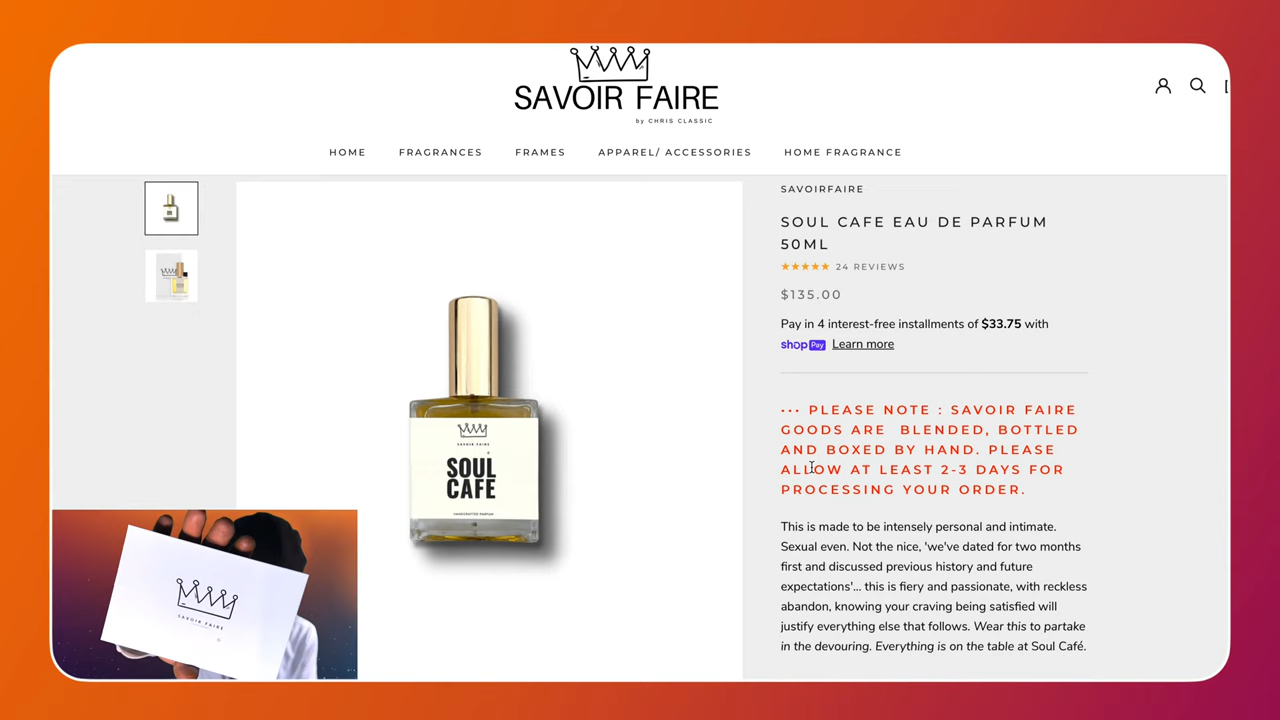 SAVOIR FAIRE
by CHRIS CLASSIC
HOME FRAGRANCES FRAMES APPAREL/ ACCESSORIES HOME FRAGRANCE
SAVOIRFAIRE
SOUL CAFE EAU DE PARFUM
50ML
★★★★★ 24 REVIEWS
$135.00
Pay in 4 interest-free installments of $33.75 with
shop Pay Learn more
••• PLEASE NOTE : SAVOIR FAIRE
GOODS ARE BLENDED, BOTTLED
AND BOXED BY HAND. PLEASE
ALLOW AT LEAST 2-3 DAYS FOR
PROCESSING YOUR ORDER.
This is made to be intensely personal and intimate.
Sexual even. Not the nice, 'we've dated for two months
first and discussed previous history and future
expectations'... this is fiery and passionate, with reckless
abandon, knowing your craving being satisfied will
justify everything else that follows. Wear this to partake
in the devouring. Everything is on the table at Soul Café.
SAVOIR FAIRE
SOUL
CAFE
HANDCRAFTED PARFUM
SAVOIR FAIRE